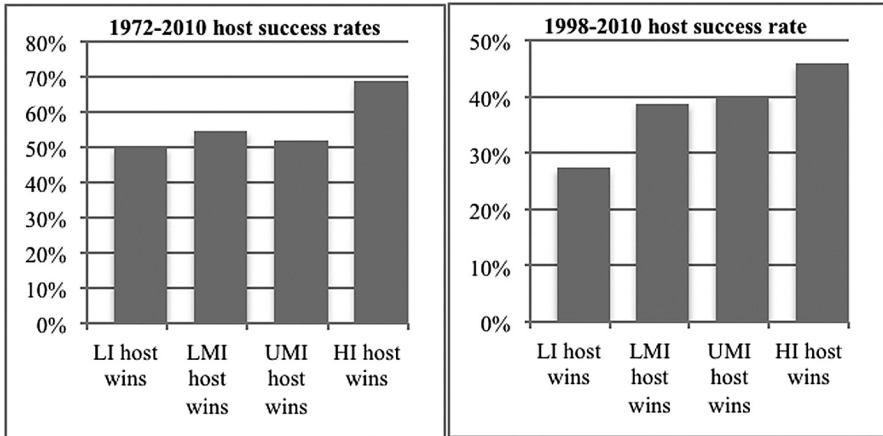 1972-2010 host success rates
80%
70%
60%
50%
40%
30%
20%
10%
0%
LI host
wins
LMI
host
wins
UMI
host
wins
HI host
wins
1998-2010 host success rate
50%
40%
30%
20%
10%
0%
LI host
wins
LMI
host
wins
UMI
host
wins
HI host
wins